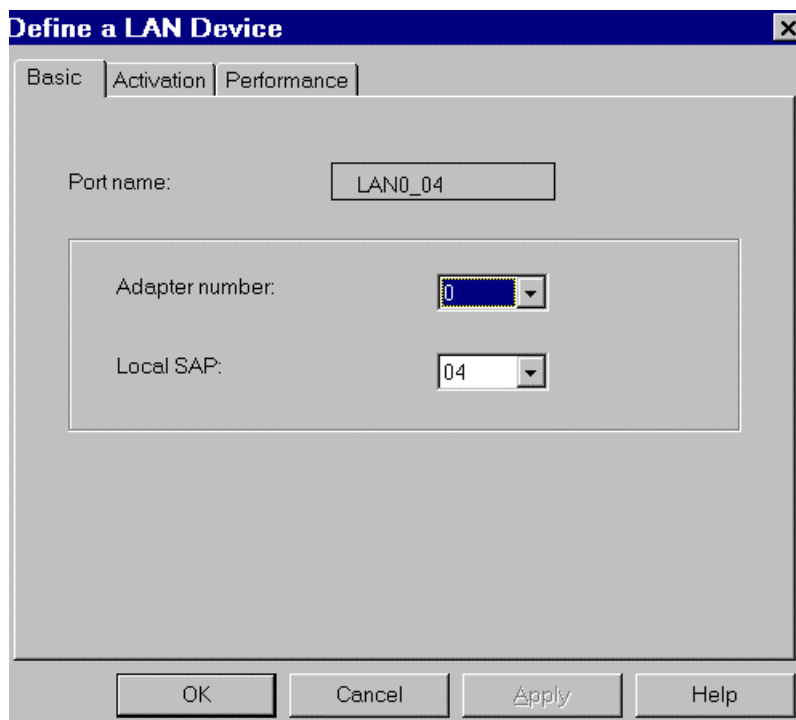 Define a LAN Device
Basic Activation Performance
Port name: LAN0_04
Adapter number: 0
Local SAP: 04
OK Cancel Apply Help